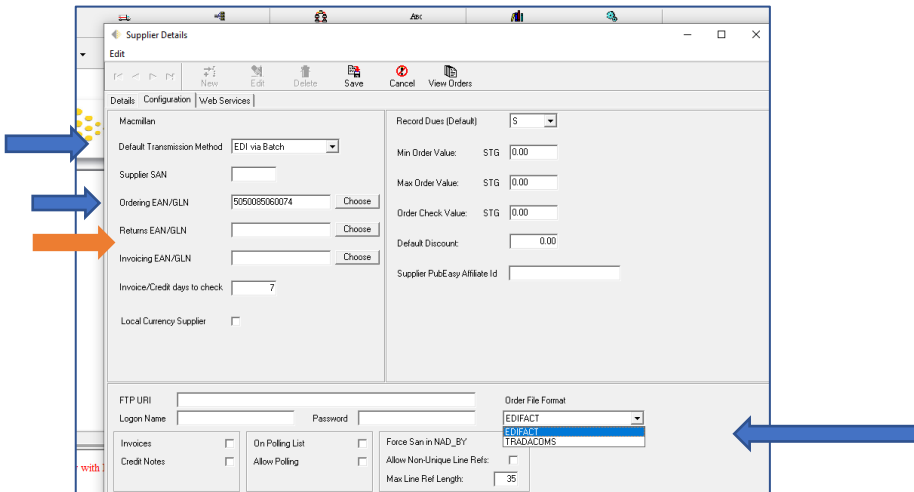 ABC
Supplier Details
Edit
New Edit Delete Save Cancel View Orders
Details Configuration Web Services
Macmillan
Default Transmission Method EDI via Batch
Supplier SAN
Ordering EAN/GLN 5050085060074 Choose
Returns EAN/GLN Choose
Invoicing EAN/GLN Choose
Invoice/Credit days to check 7
Local Currency Supplier
Record Dues (Default) S
Min Order Value: STG 0.00
Max Order Value: STG 0.00
Order Check Value: STG 0.00
Default Discount: 0.00
Supplier PubEasy Affiliate Id
FTP URI
Logon Name Password
Order File Format
EDIFACT
EDIFACT
TRADACOMS
Invoices
Credit Notes
On Polling List
Allow Polling
Force San in NAD_BY
Allow Non-Unique Line Refs:
Max Line Ref Length: 35
with